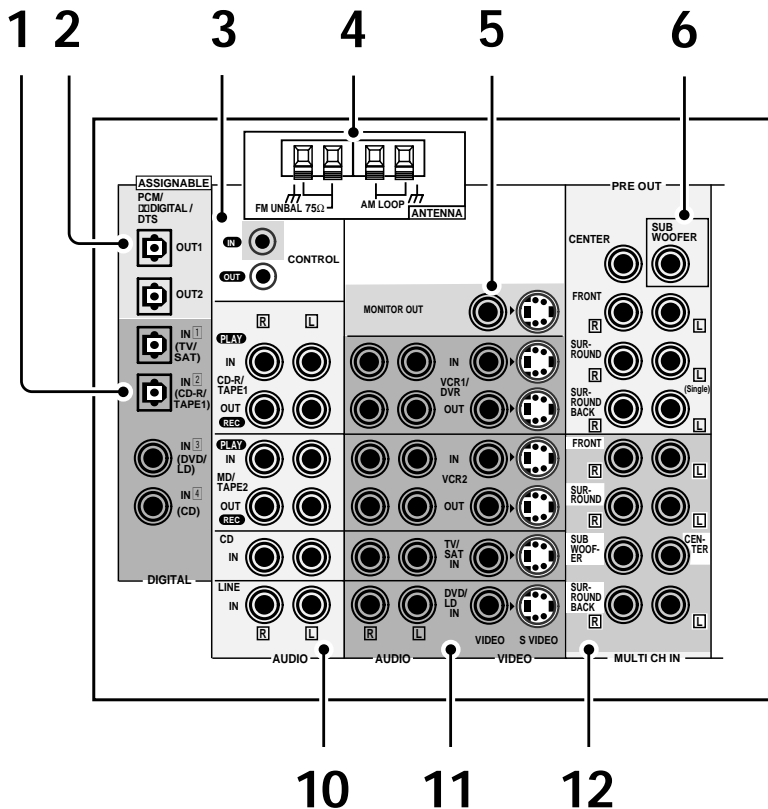 1 2 3 4 5 6
ASSIGNABLE
PCM/
DIGITAL /
DTS
OUT1
OUT2
IN 1
(TV/
SAT)
IN 2
(CD-R/
TAPE1)
IN 3
(DVD/
LD)
IN 4
(CD)
DIGITAL
FM UNBAL 75Ω
AM LOOP
ANTENNA
IN
OUT
CONTROL
R L
PLAY
IN
CD-R/
TAPE1
OUT
REC
PLAY
IN
MD/
TAPE2
OUT
REC
CD
IN
LINE
IN
R L
AUDIO
MONITOR OUT
IN
VCR1/
DVR
OUT
IN
VCR2
OUT
TV/
SAT
IN
DVD/
LD
IN
R L
VIDEO S VIDEO
AUDIO VIDEO
PRE OUT
CENTER
SUB
WOOFER
FRONT
R L
SUR-
ROUND
R L
SUR-
ROUND
BACK
R
(Single)
L
FRONT
R L
SUR-
ROUND
R L
SUB
WOOF-
ER
CEN-
TER
SUR-
ROUND
BACK
R L
MULTI CH IN
10 11 12